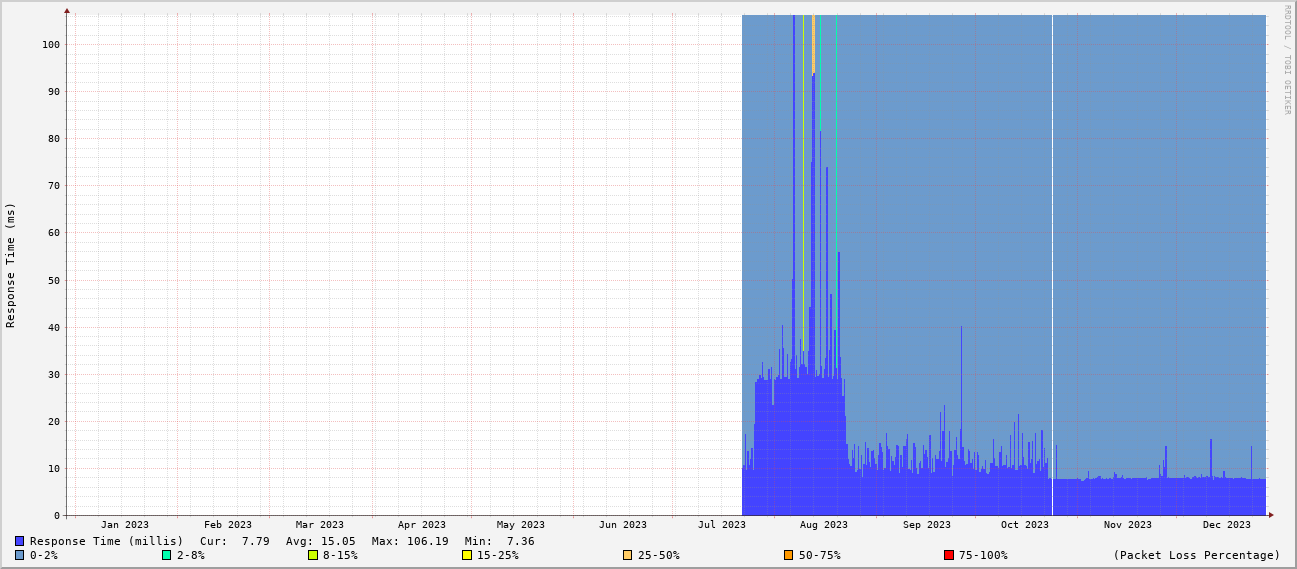 RRDTOOL / TOBI OETIKER
Response Time (ms)
100
90
80
70
60
50
40
30
20
10
0
Jan 2023 Feb 2023 Mar 2023 Apr 2023 May 2023 Jun 2023 Jul 2023 Aug 2023 Sep 2023 Oct 2023 Nov 2023 Dec 2023
Response Time (millis) Cur: 7.79 Avg: 15.05 Max: 106.19 Min: 7.36
0-2% 2-8% 8-15% 15-25% 25-50% 50-75% 75-100% (Packet Loss Percentage)